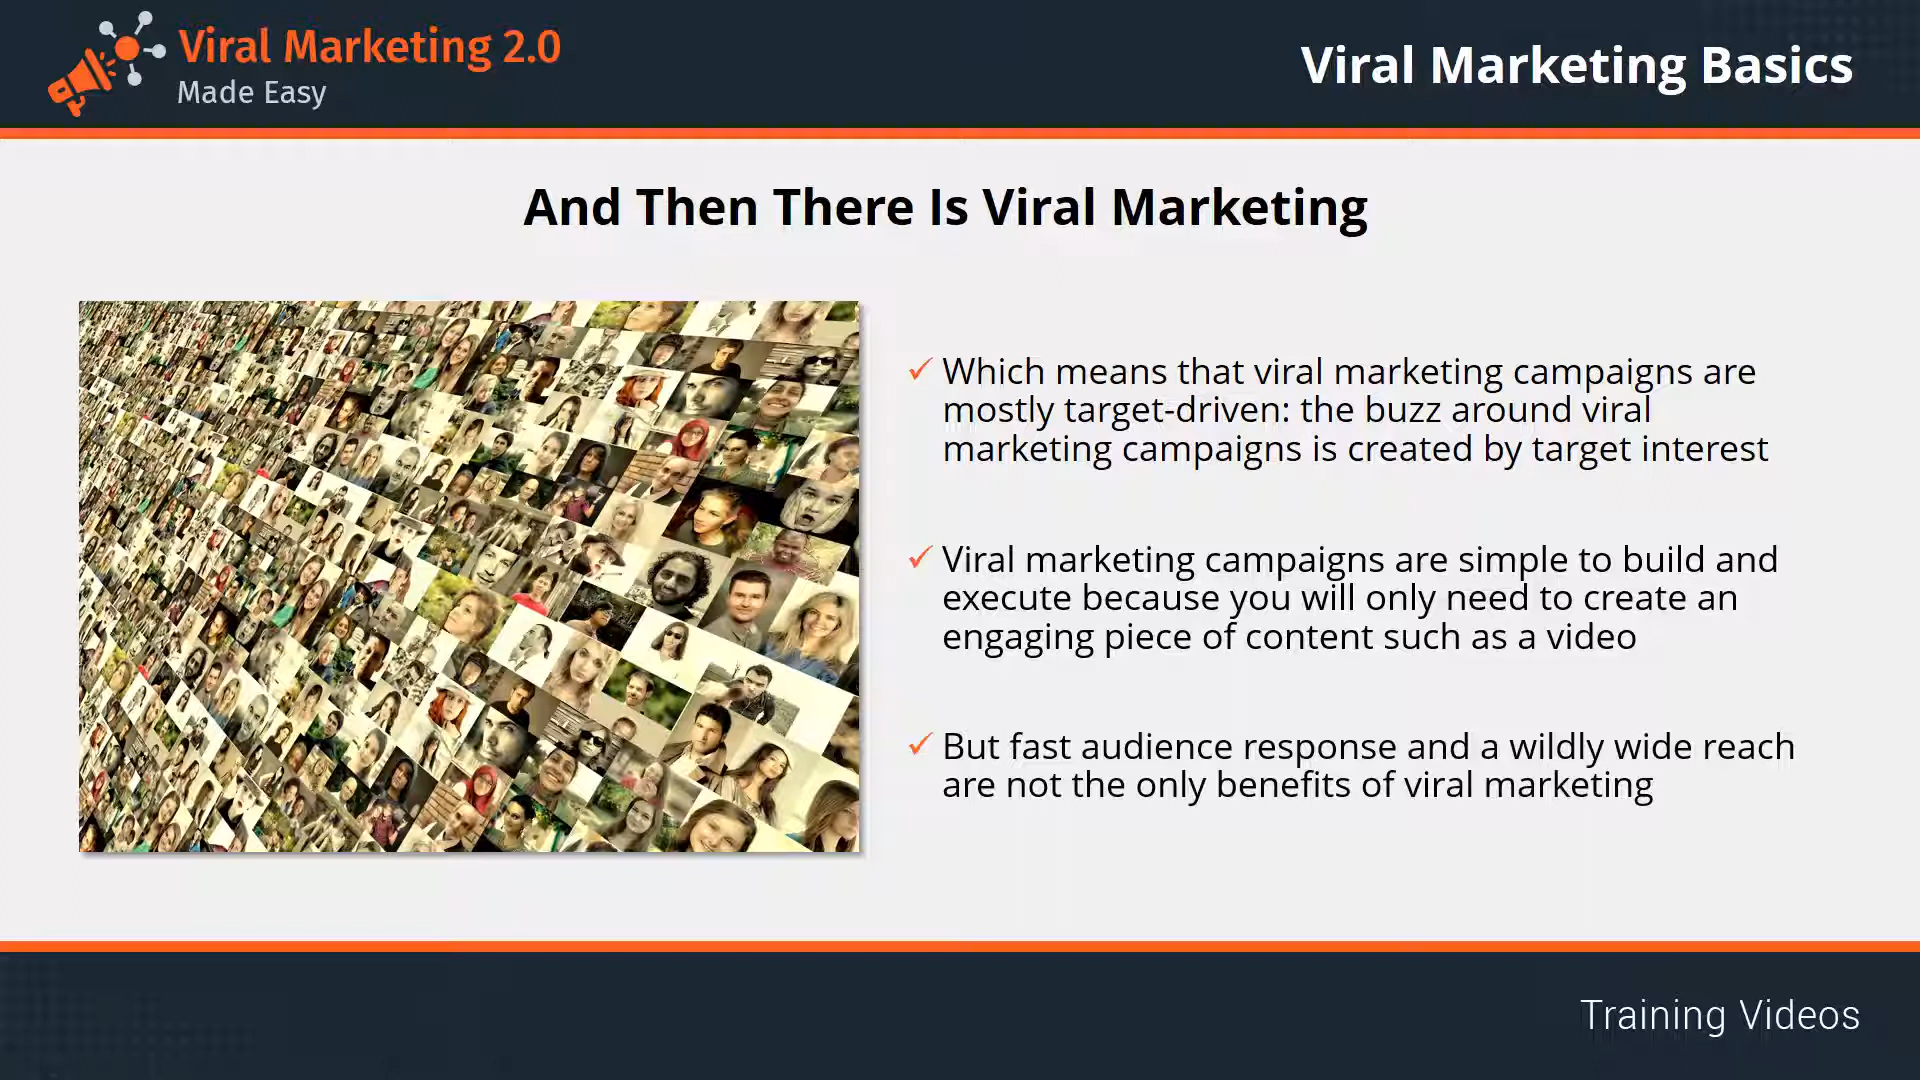 Viral Marketing 2.0
Made Easy
Viral Marketing Basics
And Then There Is Viral Marketing
Which means that viral marketing campaigns are
mostly target-driven: the buzz around viral
marketing campaigns is created by target interest
Viral marketing campaigns are simple to build and
execute because you will only need to create an
engaging piece of content such as a video
But fast audience response and a wildly wide reach
are not the only benefits of viral marketing
Training Videos